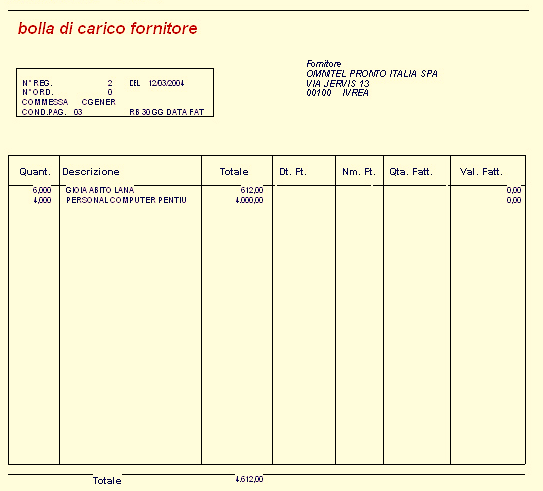 bolla di carico fornitore
Fornitore
OMNITEL PRONTO ITALIA SPA
VIA JERVIS 13
00100 IVREA
N° REG. 2 DEL 12/03/2004
N° ORD. 0
COMMESSA CGENER
COND.PAG. 03 RB 30 GG DATA FAT
Quant. Descrizione Totale Dt. Ft. Nm. Ft. Qta. Fatt. Val. Fatt.
6,000 GIOIA ABITO LANA 612,00 0,00
4,000 PERSONAL COMPUTER PENTIU 4.000,00 0,00
Totale 4.612,00